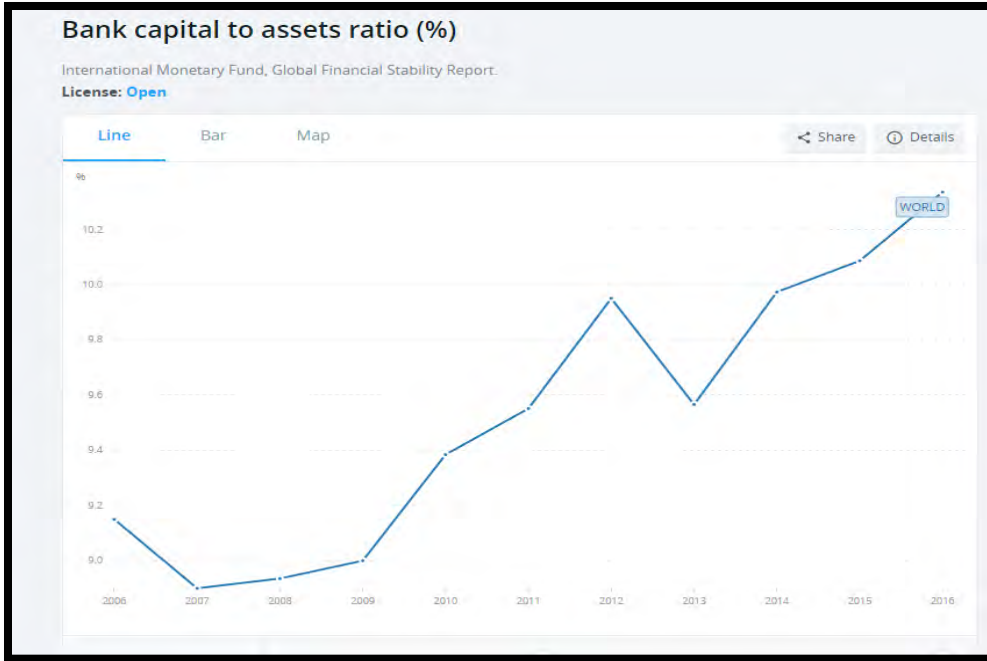 Bank capital to assets ratio (%)
International Monetary Fund, Global Financial Stability Report.
License: Open
Line Bar Map Share Details
%
WORLD
10.2
10.0
9.8
9.6
9.4
9.2
9.0
2006 2007 2008 2009 2010 2011 2012 2013 2014 2015 2016